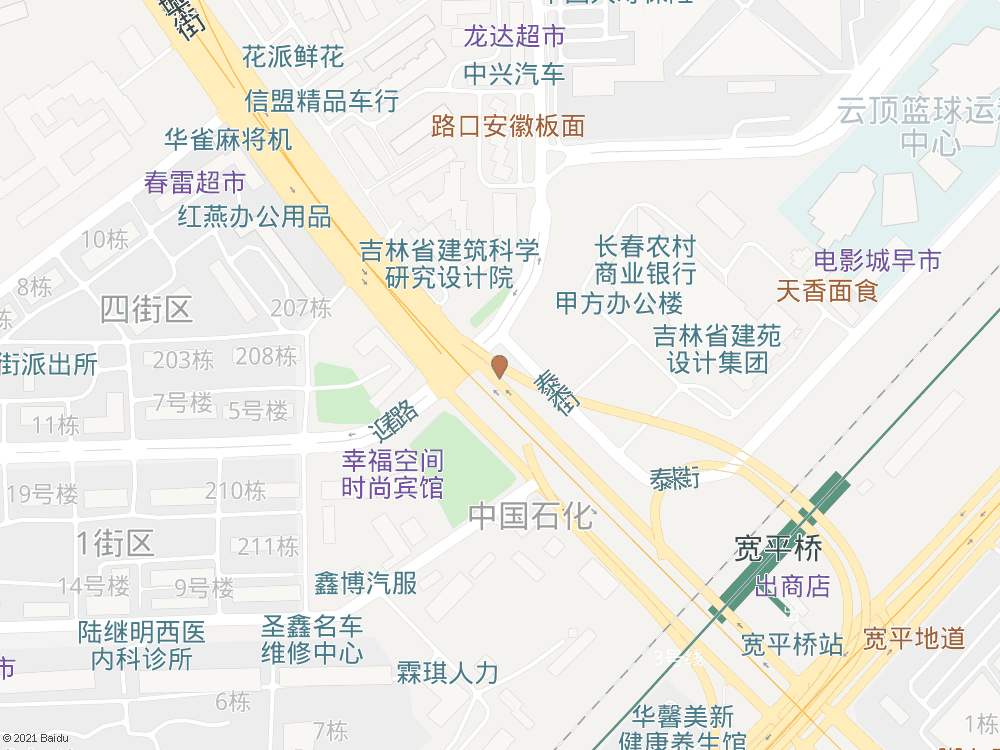 龙达超市
花派鲜花
中兴汽车
信盟精品车行
路口安徽板面
云顶篮球运动
中心
华雀麻将机
春雷超市
红燕办公用品
10栋
吉林省建筑科学
研究设计院
长春农村
商业银行
电影城早市
8栋
天香面食
四街区
207栋
甲方办公楼
吉林省建苑
设计集团
街派出所
203栋
208栋
泰来街
7号楼
5号楼
11栋
迎春路
幸福空间
时尚宾馆
泰来街
19号楼
210栋
中国石化
1街区
211栋
宽平桥
14号楼
9号楼
鑫博汽服
出商店
陆继明西医
内科诊所
圣鑫名车
维修中心
宽平桥站
宽平地道
市
霖琪人力
3号线
6栋
华馨美新
健康养生馆
7栋
1栋
© 2021 Baidu